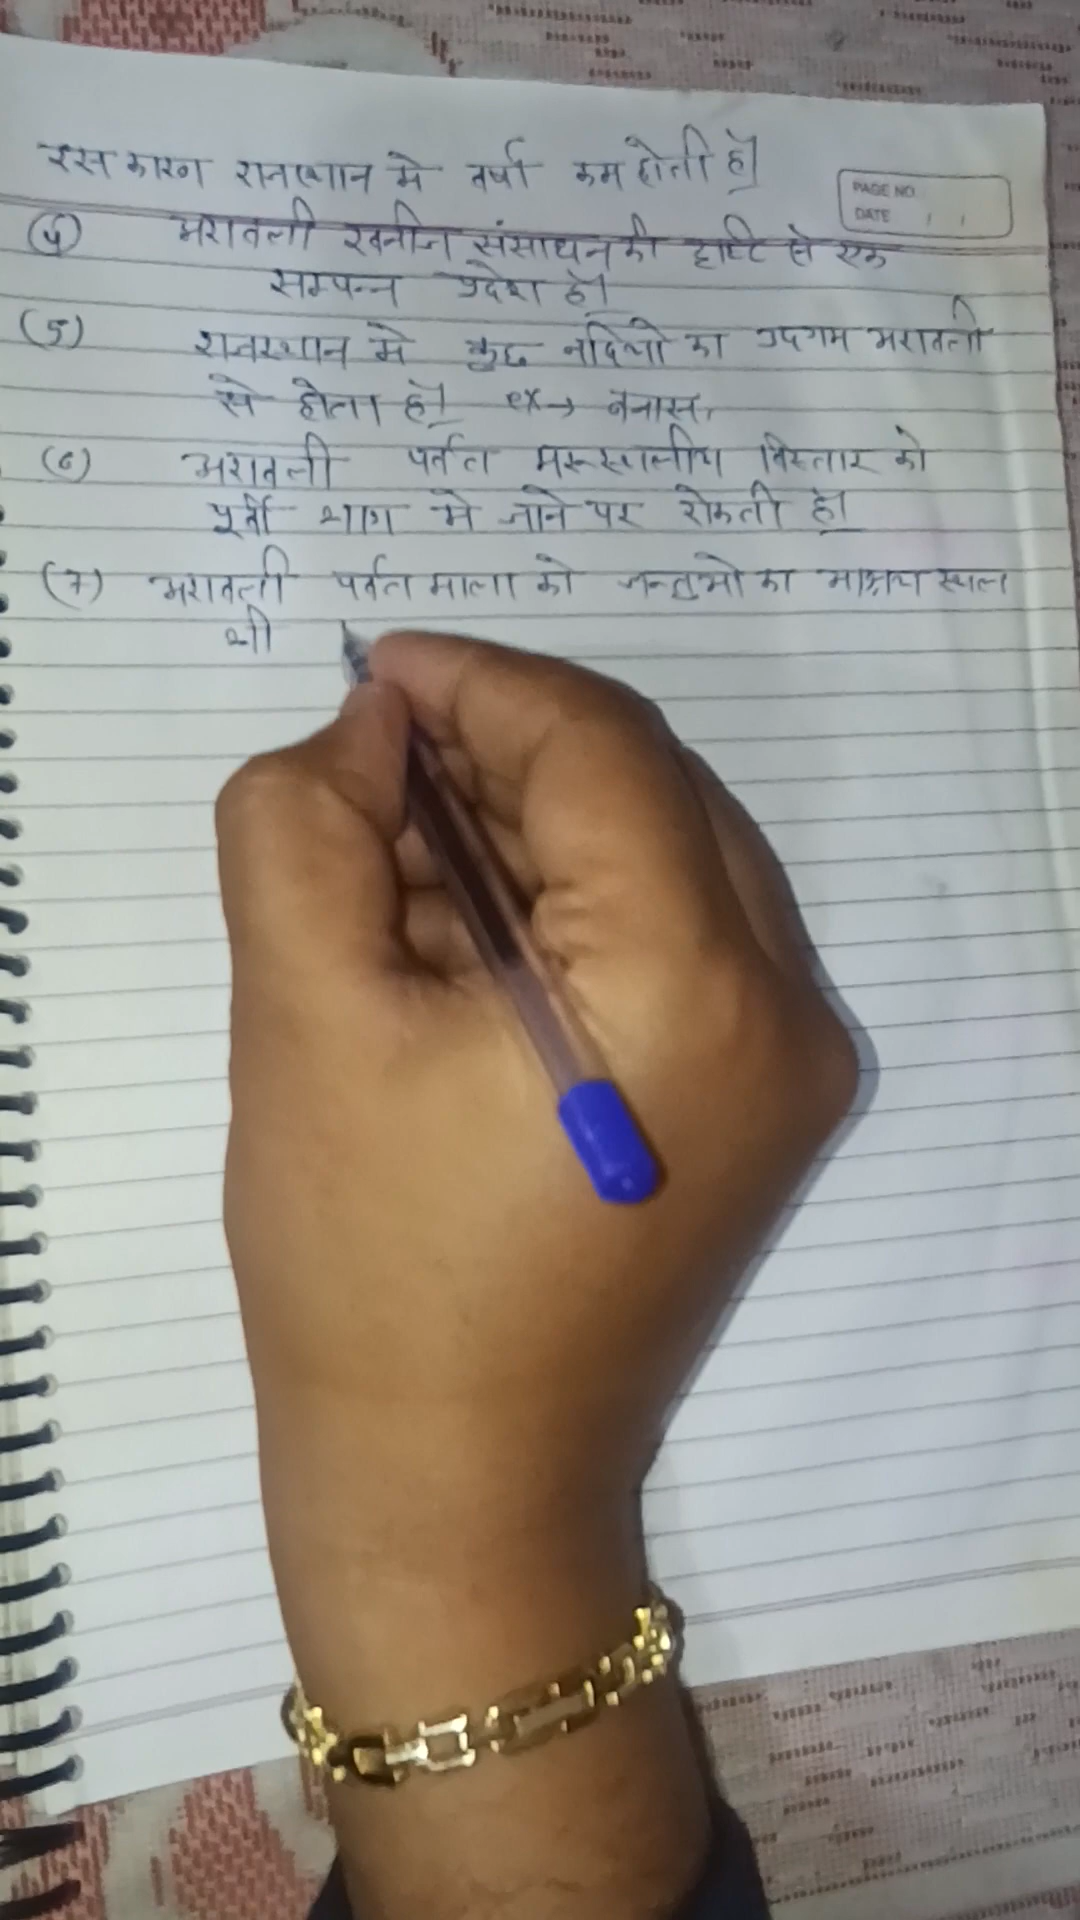 इस कारण राजस्थान मे वर्षा कम होती है।
PAGE NO.
DATE / /
(4) अरावली खनीज संसाधन की दृष्टि से एक
सम्पन्न प्रदेश है।
(5) राजस्थान मे कुछ नदियो का उदगम अरावली
से होता है। ex→ बनास,
(6) अरावली पर्वत मरूस्थलीय विस्तार को
पूर्वी भाग मे जाने पर रोकती है।
(7) अरावली पर्वत माला को जन्तुओ का आश्रय स्थल
भी